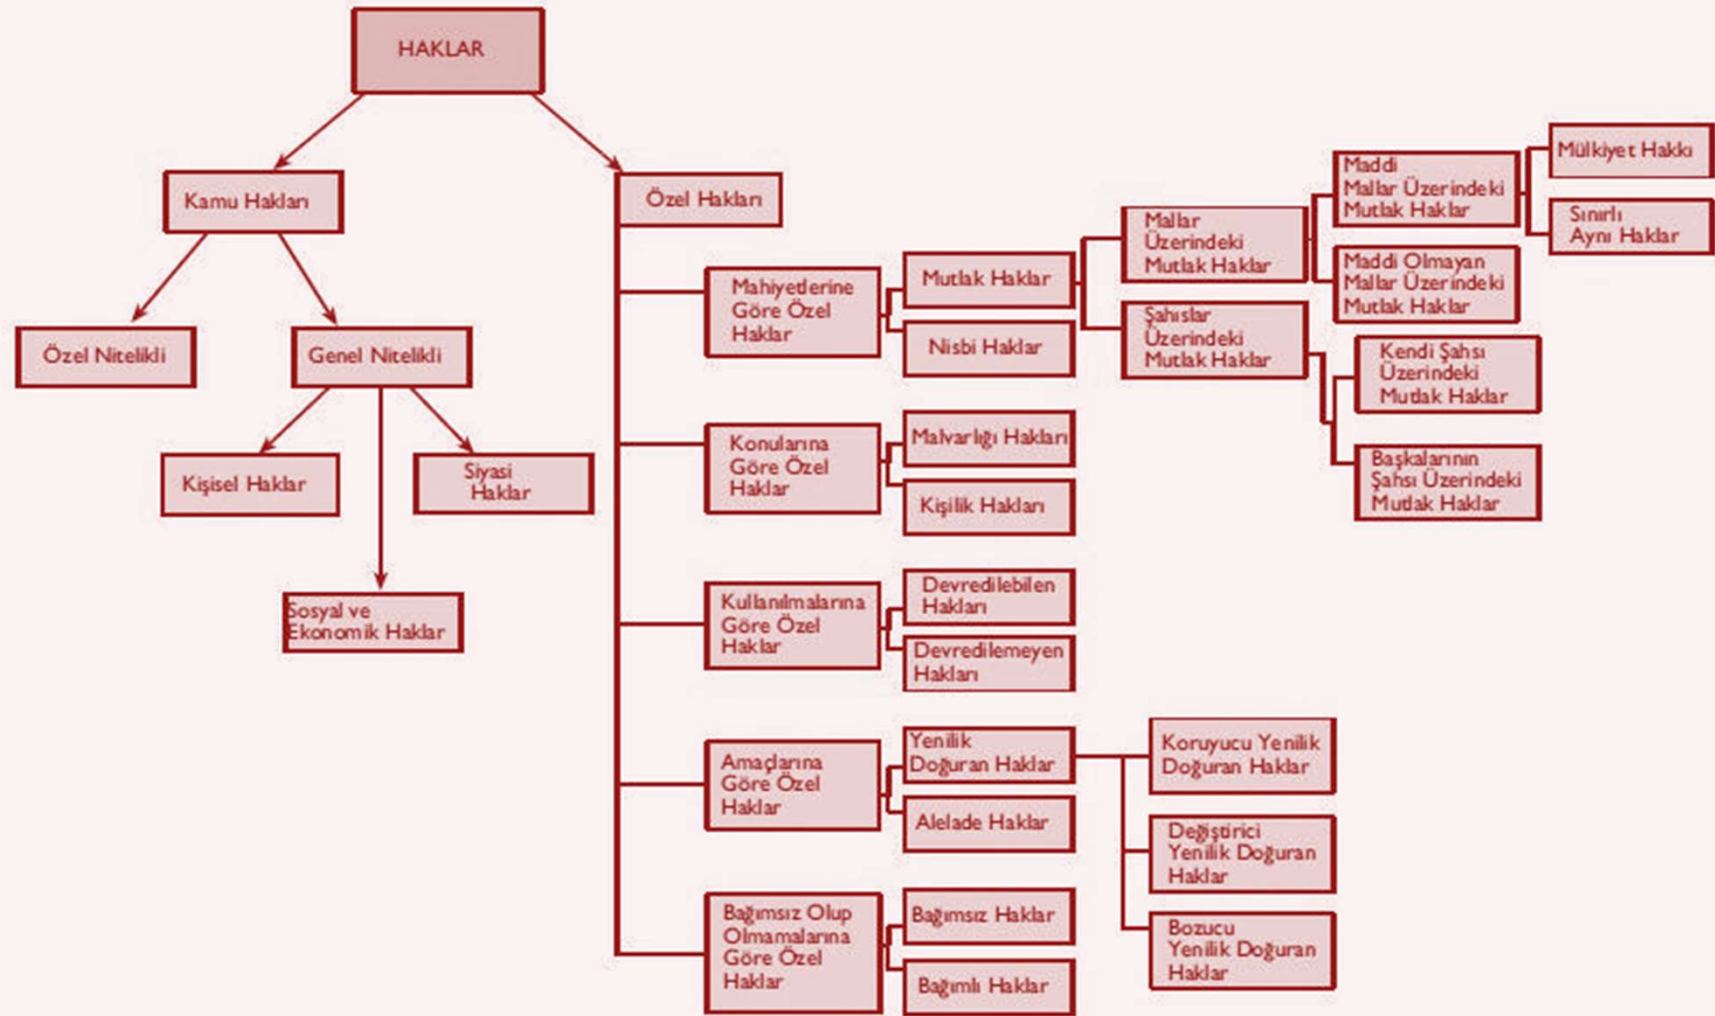 HAKLAR
Kamu Hakları
Özel Hakları
Özel Nitelikli
Genel Nitelikli
Kişisel Haklar
Siyasi
Haklar
Sosyal ve
Ekonomik Haklar
Mahiyetlerine
Göre Özel
Haklar
Mutlak Haklar
Nisbi Haklar
Mallar
Üzerindeki
Mutlak Haklar
Şahıslar
Üzerindeki
Mutlak Haklar
Maddi
Mallar Üzerindeki
Mutlak Haklar
Maddi Olmayan
Mallar Üzerindeki
Mutlak Haklar
Mülkiyet Hakkı
Sınırlı
Aynı Haklar
Kendi Şahsı
Üzerindeki
Mutlak Haklar
Başkalarının
Şahsı Üzerindeki
Mutlak Haklar
Konularına
Göre Özel
Haklar
Malvarlığı Hakları
Kişilik Hakları
Kullanılmalarına
Göre Özel
Haklar
Devredilebilen
Hakları
Devredilemeyen
Hakları
Amaçlarına
Göre Özel
Haklar
Yenilik
Doğuran Haklar
Alelade Haklar
Koruyucu Yenilik
Doğuran Haklar
Değiştirici
Yenilik Doğuran
Haklar
Bozucu
Yenilik Doğuran
Haklar
Bağımsız Olup
Olmamalarına
Göre Özel
Haklar
Bağımsız Haklar
Bağımlı Haklar